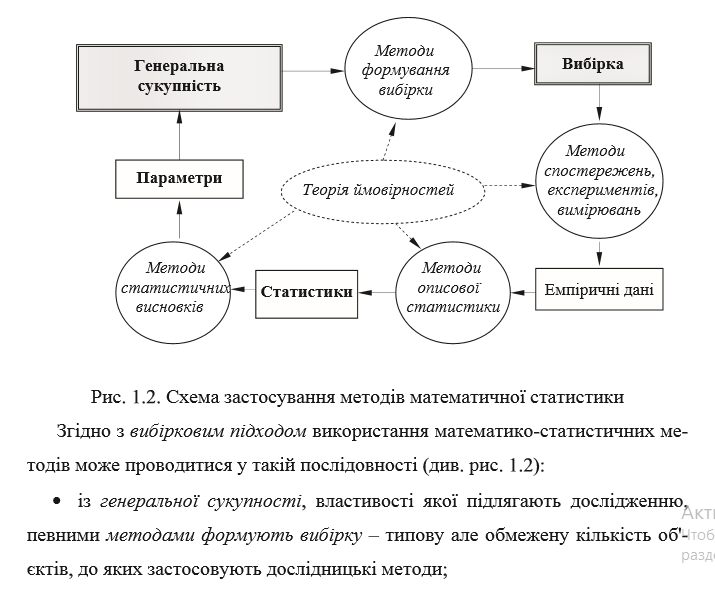 Генеральна
сукупність
Методи
формування
вибірки
Вибірка
Методи
спостережень,
експериментів,
вимірювань
Параметри
Теорія ймовірностей
Методи
статистичних
висновків
Статистики
Методи
описової
статистики
Емпіричні дані
Рис. 1.2. Схема застосування методів математичної статистики
Згідно з вибірковим підходом використання математико-статистичних ме-
тодів може проводитися у такій послідовності (див. рис. 1.2):
• із генеральної сукупності, властивості якої підлягають дослідженню,
певними методами формують вибірку – типову але обмежену кількість об'-
єктів, до яких застосовують дослідницькі методи;
Акти
Чтоб
разде